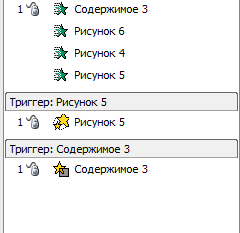 1 Содержимое 3
Рисунок 6
Рисунок 4
Рисунок 5
Триггер: Рисунок 5
1 Рисунок 5
Триггер: Содержимое 3
1 Содержимое 3